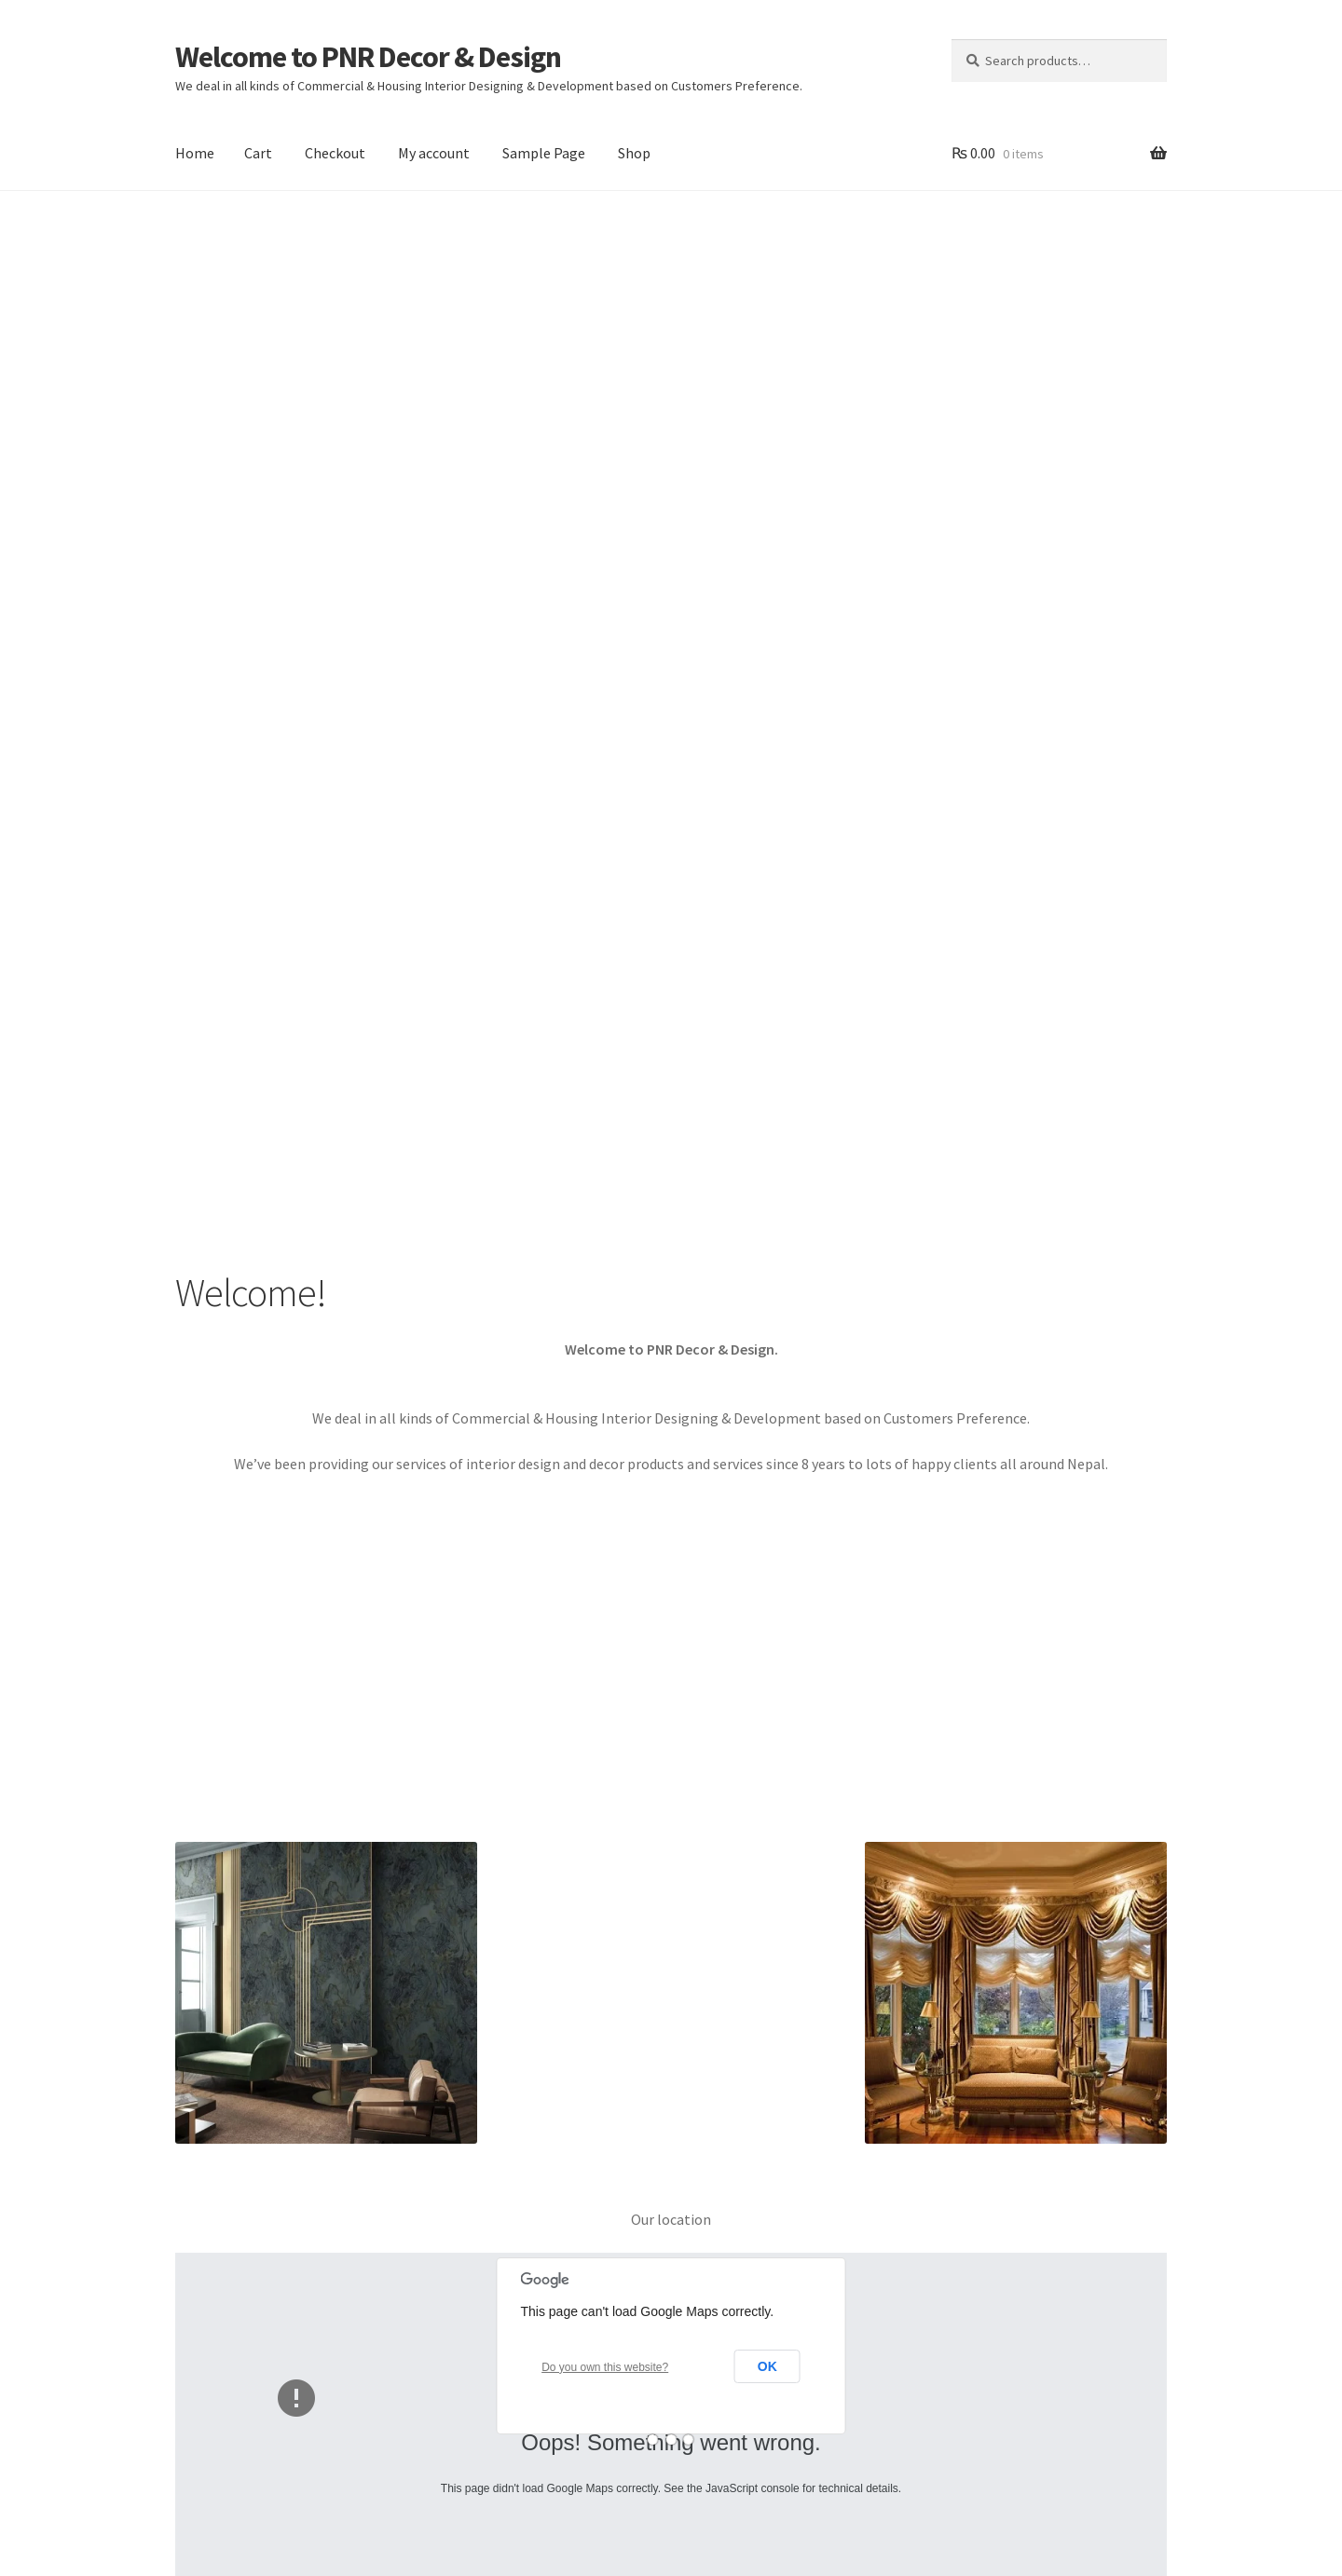 Welcome to PNR Decor & Design
We deal in all kinds of Commercial & Housing Interior Designing & Development based on Customers Preference.
Search products…
Home
Cart
Checkout
My account
Sample Page
Shop
₨ 0.00 0 items
Welcome!
Welcome to PNR Decor & Design.
We deal in all kinds of Commercial & Housing Interior Designing & Development based on Customers Preference.
We’ve been providing our services of interior design and decor products and services since 8 years to lots of happy clients all around Nepal.
Our location
Google
This page can't load Google Maps correctly.
Do you own this website?
OK
Oops! Something went wrong.
This page didn't load Google Maps correctly. See the JavaScript console for technical details.